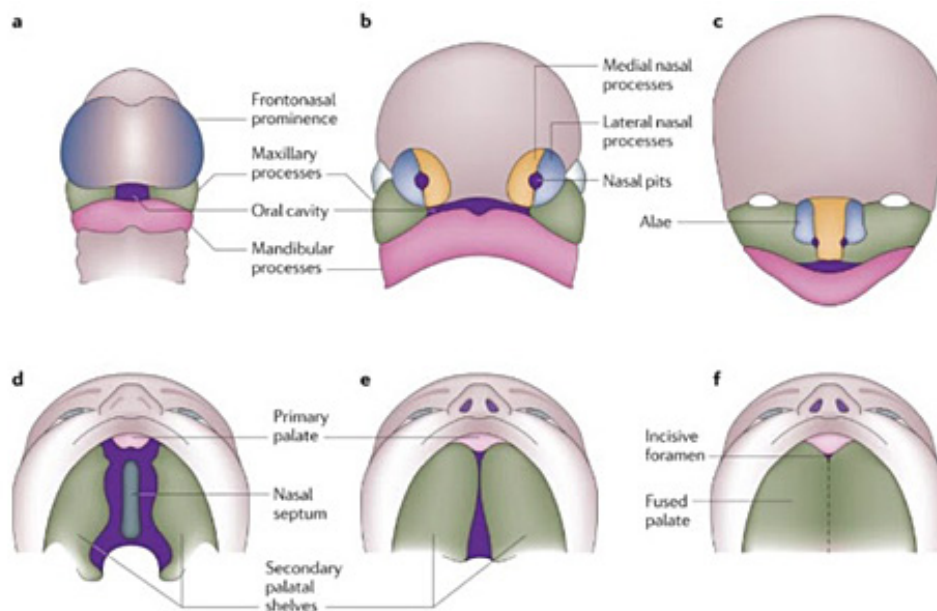 a
b
c
Frontonasal
prominence
Maxillary
processes
Oral cavity
Mandibular
processes
Medial nasal
processes
Lateral nasal
processes
Nasal pits
Alae
d
e
f
Primary
palate
Nasal
septum
Secondary
palatal
shelves
Incisive
foramen
Fused
palate